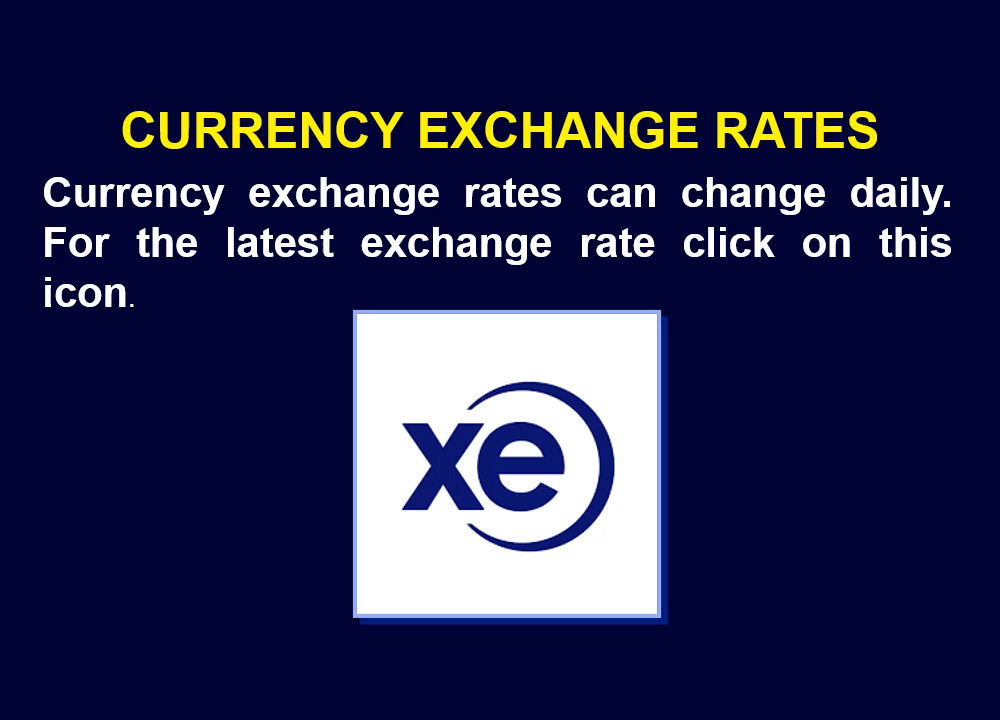 CURRENCY EXCHANGE RATES
Currency exchange rates can change daily.
For the latest exchange rate click on this
icon.
xe